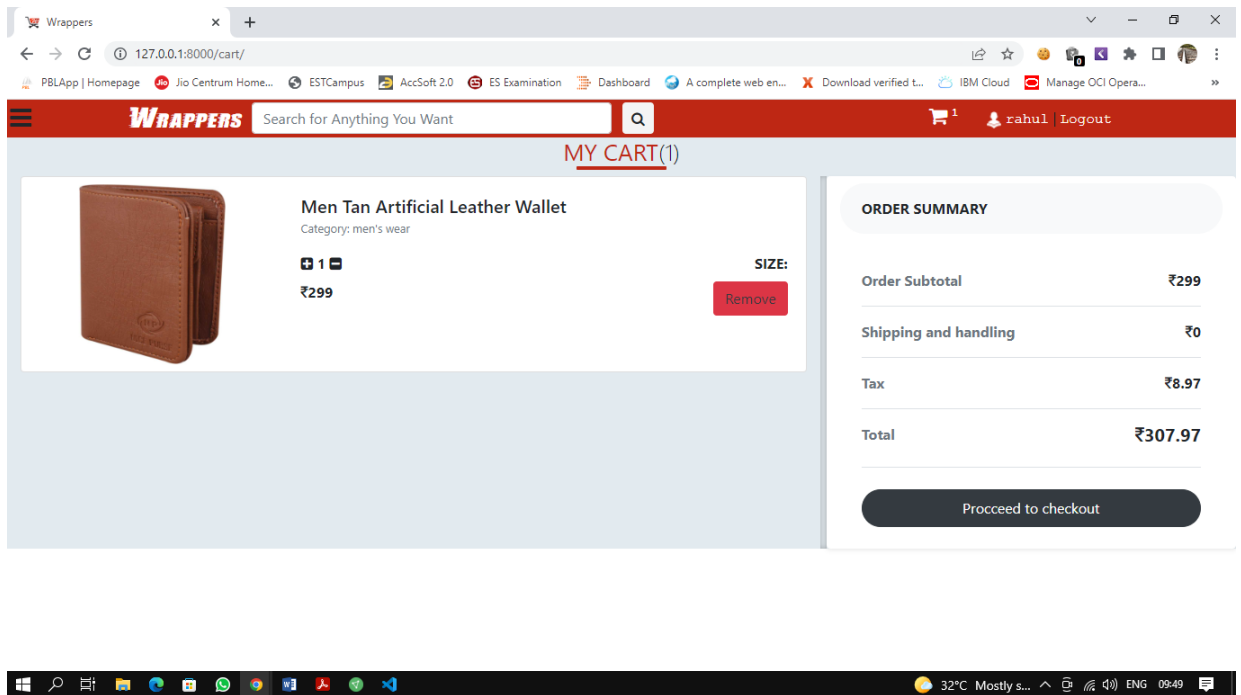 Wrappers
127.0.0.1:8000/cart/
0
PBLApp | Homepage Jio Jio Centrum Home... ESTCampus AccSoft 2.0 ES Examination Dashboard A complete web en... Download verified t... IBM Cloud Manage OCI Opera... »
WRAPPERS Search for Anything You Want 1 rahul | Logout
MY CART(1)
Men Tan Artificial Leather Wallet
Category: men's wear
1
SIZE:
₹299
Remove
ORDER SUMMARY
Order Subtotal ₹299
Shipping and handling ₹0
Tax ₹8.97
Total ₹307.97
Procceed to checkout
32°C Mostly s... ENG 09:49